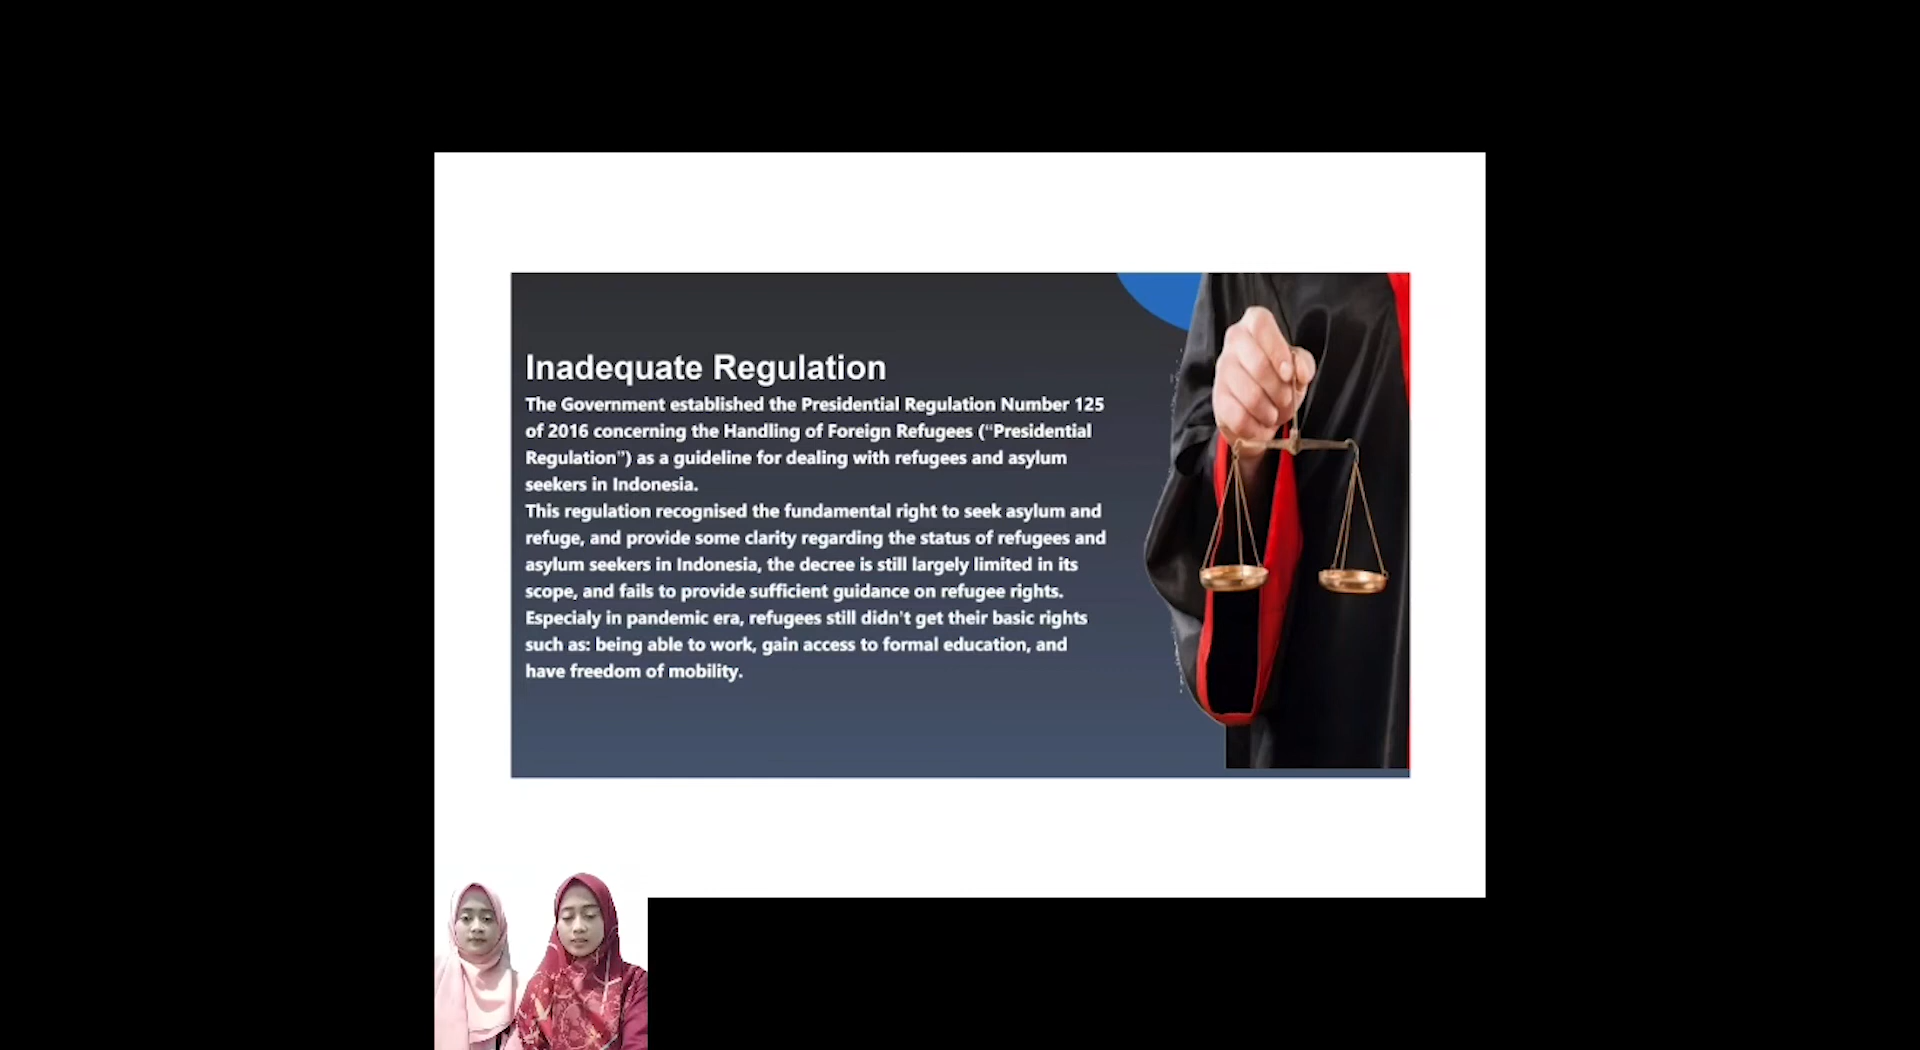 Inadequate Regulation
The Government established the Presidential Regulation Number 125
of 2016 concerning the Handling of Foreign Refugees (“Presidential
Regulation”) as a guideline for dealing with refugees and asylum
seekers in Indonesia.
This regulation recognised the fundamental right to seek asylum and
refuge, and provide some clarity regarding the status of refugees and
asylum seekers in Indonesia, the decree is still largely limited in its
scope, and fails to provide sufficient guidance on refugee rights.
Especialy in pandemic era, refugees still didn't get their basic rights
such as: being able to work, gain access to formal education, and
have freedom of mobility.